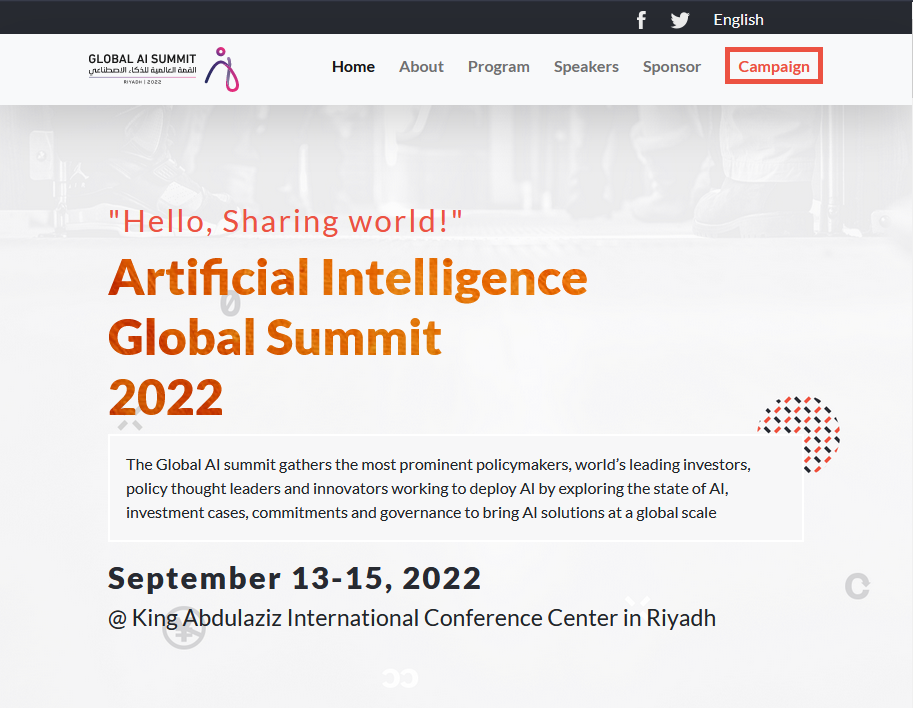 English
GLOBAL AI SUMMIT
القمة العالمية للذكاء الاصطناعي
RIYADH | 2022
Home About Program Speakers Sponsor Campaign
"Hello, Sharing world!"
Artificial Intelligence
Global Summit
2022
The Global AI summit gathers the most prominent policymakers, world’s leading investors,
policy thought leaders and innovators working to deploy AI by exploring the state of AI,
investment cases, commitments and governance to bring AI solutions at a global scale
September 13-15, 2022
@ King Abdulaziz International Conference Center in Riyadh